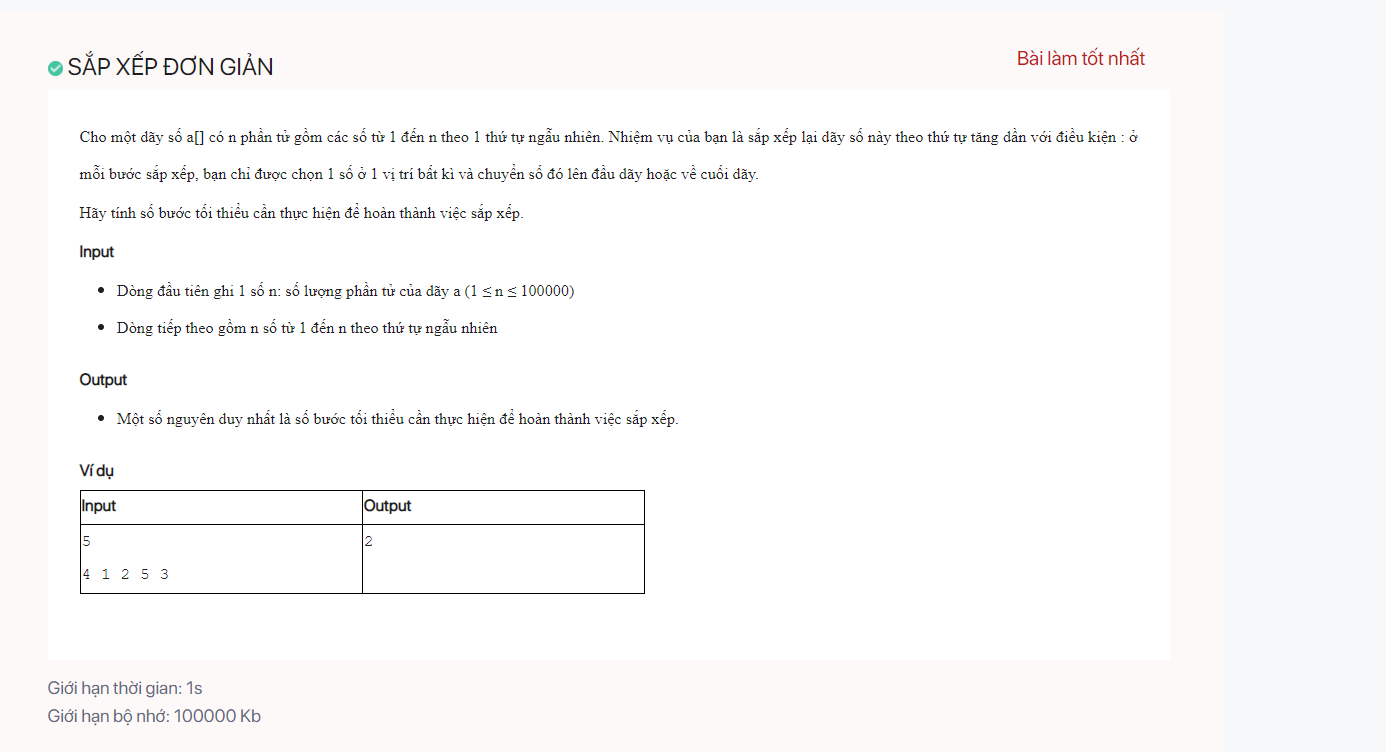 SẮP XẾP ĐƠN GIẢN
Bài làm tốt nhất
Cho một dãy số a[] có n phần tử gồm các số từ 1 đến n theo 1 thứ tự ngẫu nhiên. Nhiệm vụ của bạn là sắp xếp lại dãy số này theo thứ tự tăng dần với điều kiện : ở
mỗi bước sắp xếp, bạn chỉ được chọn 1 số ở 1 vị trí bất kì và chuyển số đó lên đầu dãy hoặc về cuối dãy.
Hãy tính số bước tối thiểu cần thực hiện để hoàn thành việc sắp xếp.
Input
• Dòng đầu tiên ghi 1 số n: số lượng phần tử của dãy a (1 ≤ n ≤ 100000)
• Dòng tiếp theo gồm n số từ 1 đến n theo thứ tự ngẫu nhiên
Output
• Một số nguyên duy nhất là số bước tối thiểu cần thực hiện để hoàn thành việc sắp xếp.
Ví dụ
Input Output
5 2
4 1 2 5 3
Giới hạn thời gian: 1s
Giới hạn bộ nhớ: 100000 Kb